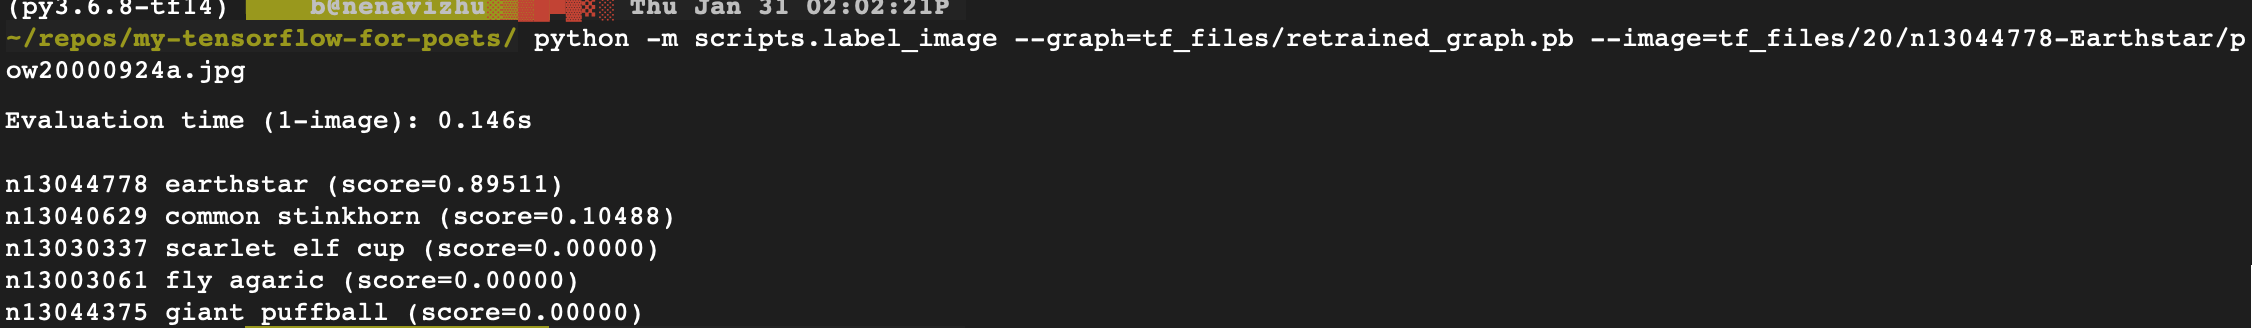 (py3.6.8-tf14) b@nenavizhu Thu Jan 31 02:02:21P
~/repos/my-tensorflow-for-poets/ python -m scripts.label_image --graph=tf_files/retrained_graph.pb --image=tf_files/20/n13044778-Earthstar/p
ow20000924a.jpg
Evaluation time (1-image): 0.146s
n13044778 earthstar (score=0.89511)
n13040629 common stinkhorn (score=0.10488)
n13030337 scarlet elf cup (score=0.00000)
n13003061 fly agaric (score=0.00000)
n13044375 giant puffball (score=0.00000)